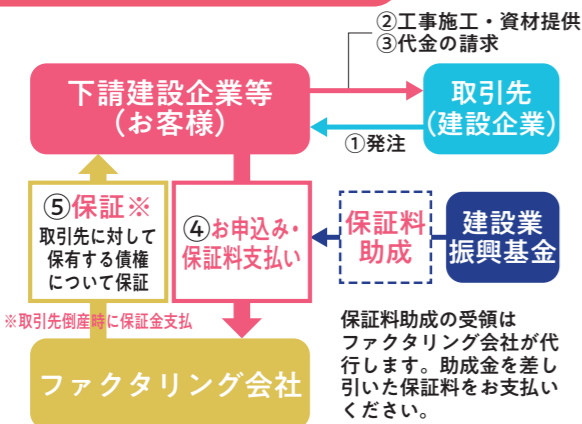 ②工事施工・資材提供
③代金の請求
下請建設企業等
（お客様）
取引先
（建設企業）
①発注
⑤保証※
取引先に対して
保有する債権
について保証
④お申込み・
保証料支払い
保証料
助成
建設業
振興基金
※取引先倒産時に保証金支払
ファクタリング会社
保証料助成の受領は
ファクタリング会社が代
行します。助成金を差し
引いた保証料をお支払い
ください。